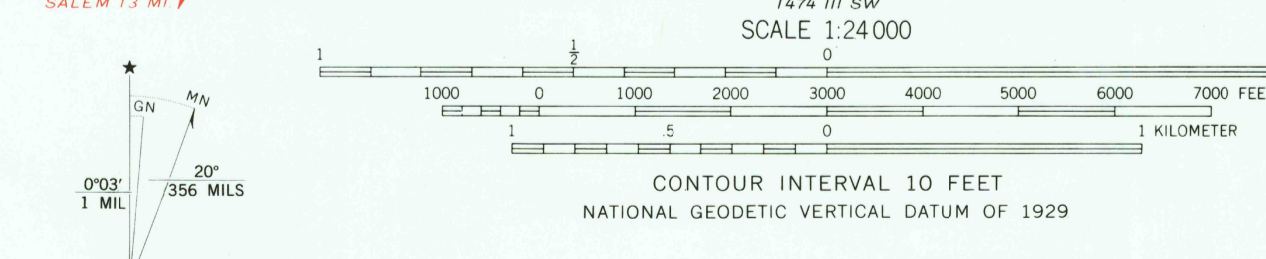 SALEM 13 MI.
1474 III SW
SCALE 1:24 000
1 1/2 0
1000 0 1000 2000 3000 4000 5000 6000 7000 FEE
1 .5 0 1 KILOMETER
CONTOUR INTERVAL 10 FEET
NATIONAL GEODETIC VERTICAL DATUM OF 1929
★
GN
MN
0°03'
1 MIL
20°
356 MILS